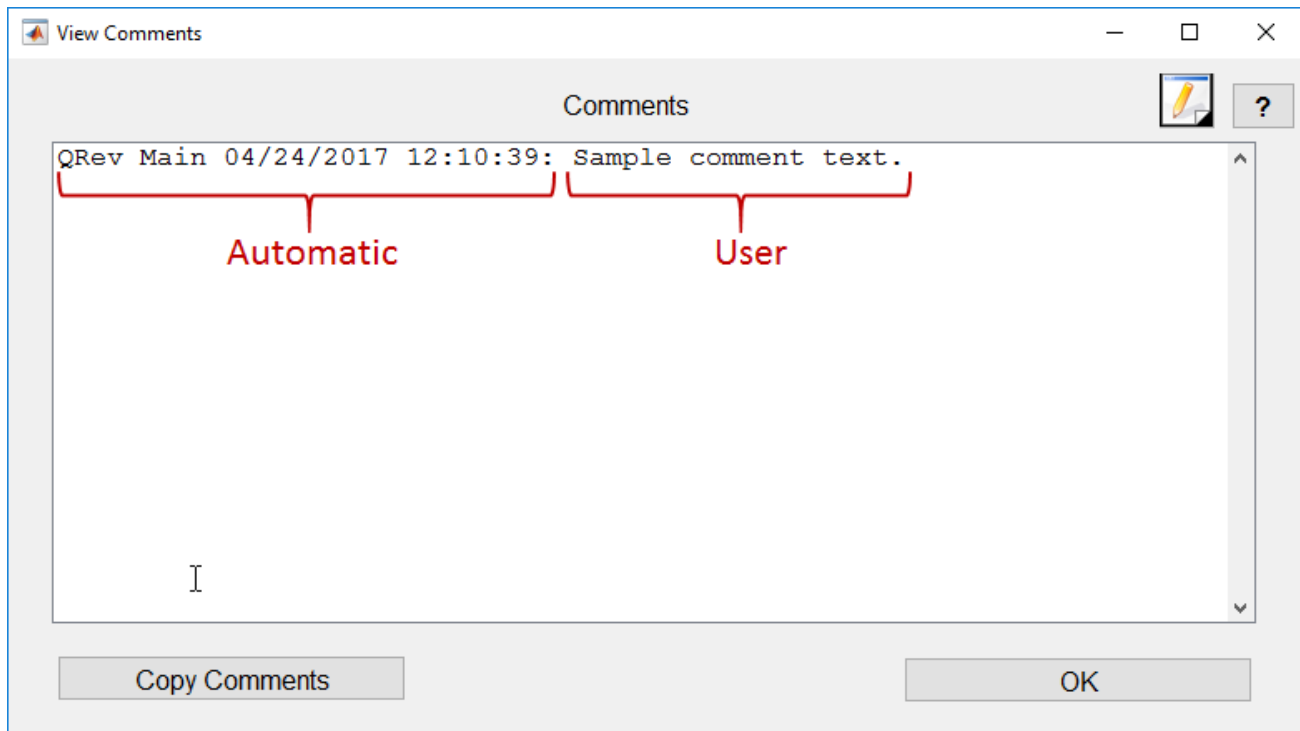 View Comments
Comments
?
QRev Main 04/24/2017 12:10:39: Sample comment text.
Automatic User
Copy Comments OK